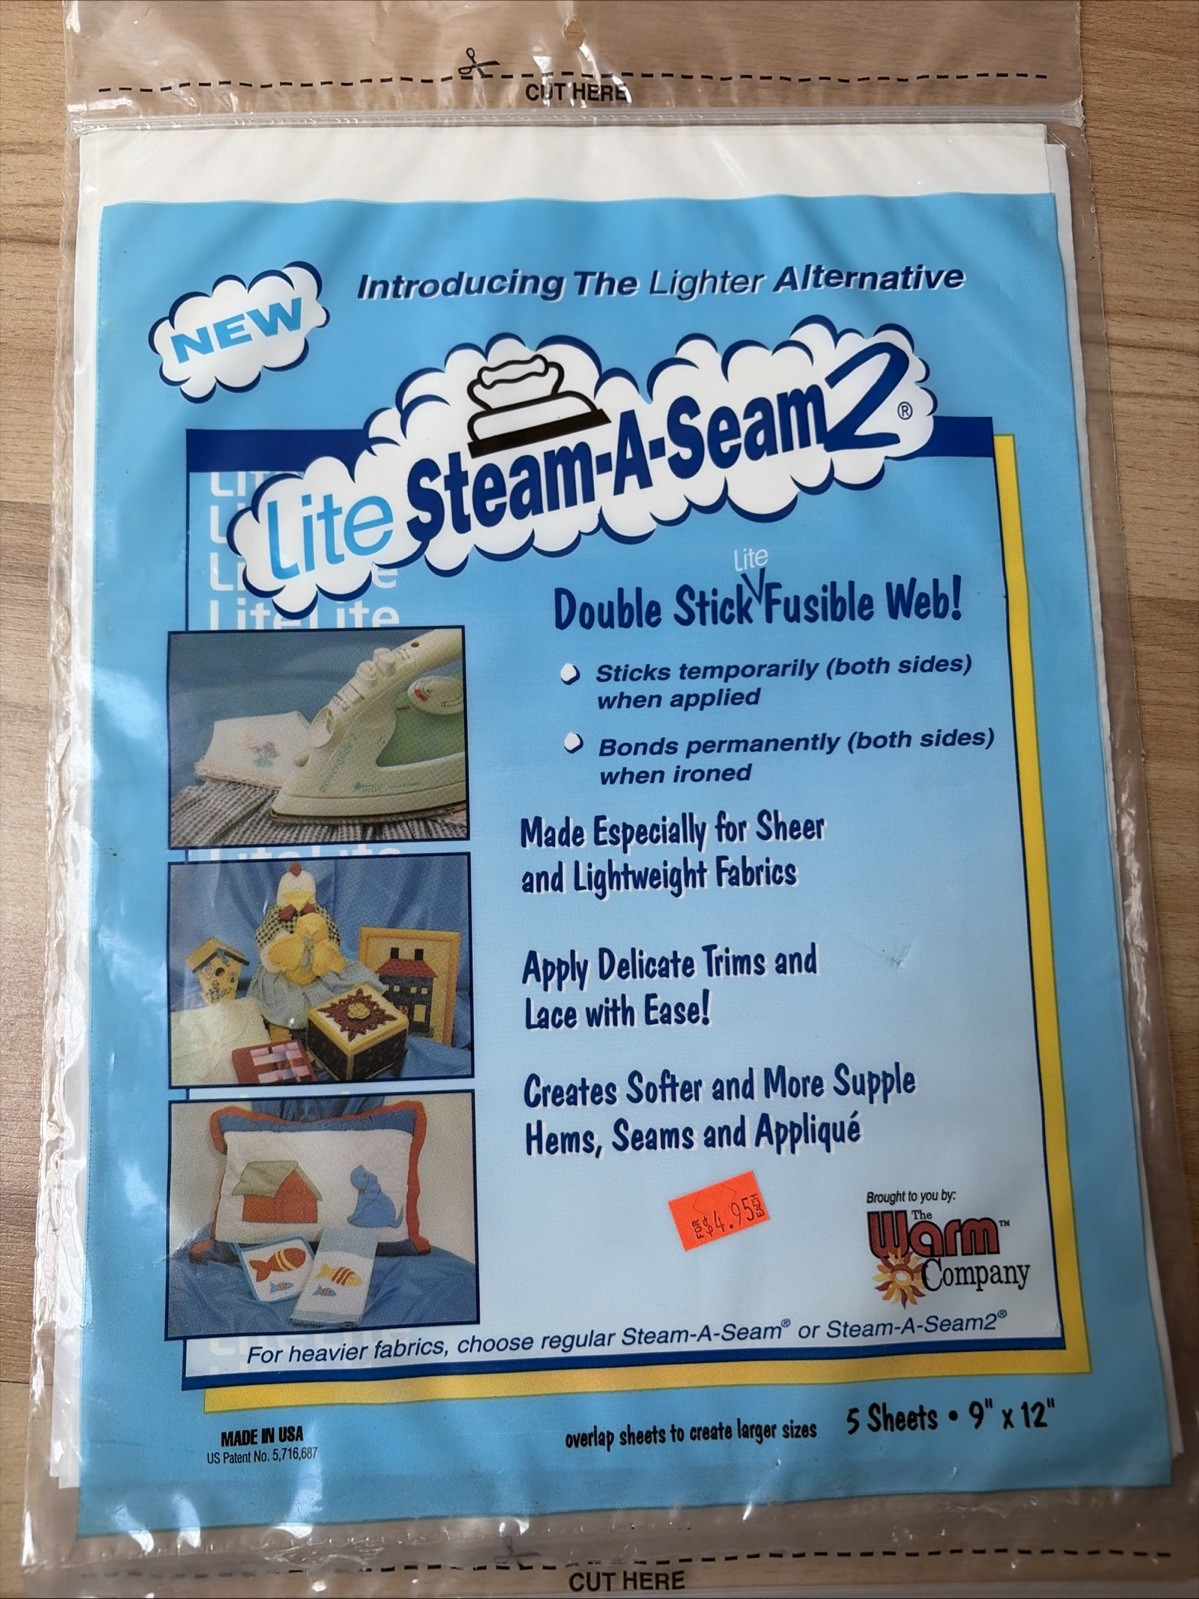 CUT HERE
NEW
Introducing The Lighter Alternative
Lite Steam-A-Seam2®
Lite
Double Stick Fusible Web!
Sticks temporarily (both sides)
when applied
Bonds permanently (both sides)
when ironed
Made Especially for Sheer
and Lightweight Fabrics
Apply Delicate Trims and
Lace with Ease!
Creates Softer and More Supple
Hems, Seams and Appliqué
FOR $4.95 EACH
Brought to you by:
The
Warm™
Company
For heavier fabrics, choose regular Steam-A-Seam® or Steam-A-Seam2®
MADE IN USA
US Patent No. 5,716,687
overlap sheets to create larger sizes
5 Sheets • 9" x 12"
CUT HERE